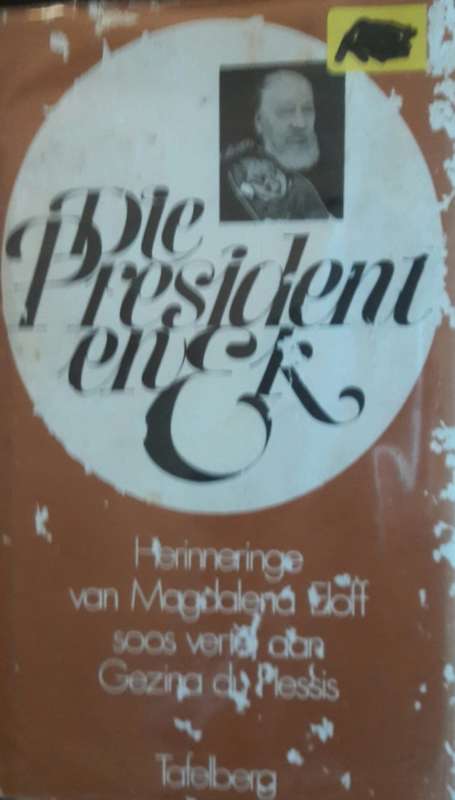 Die
President
en Ek
Herinneringe
van Magdalena Eloff
soos vertel aan
Gezina du Plessis
Tafelberg